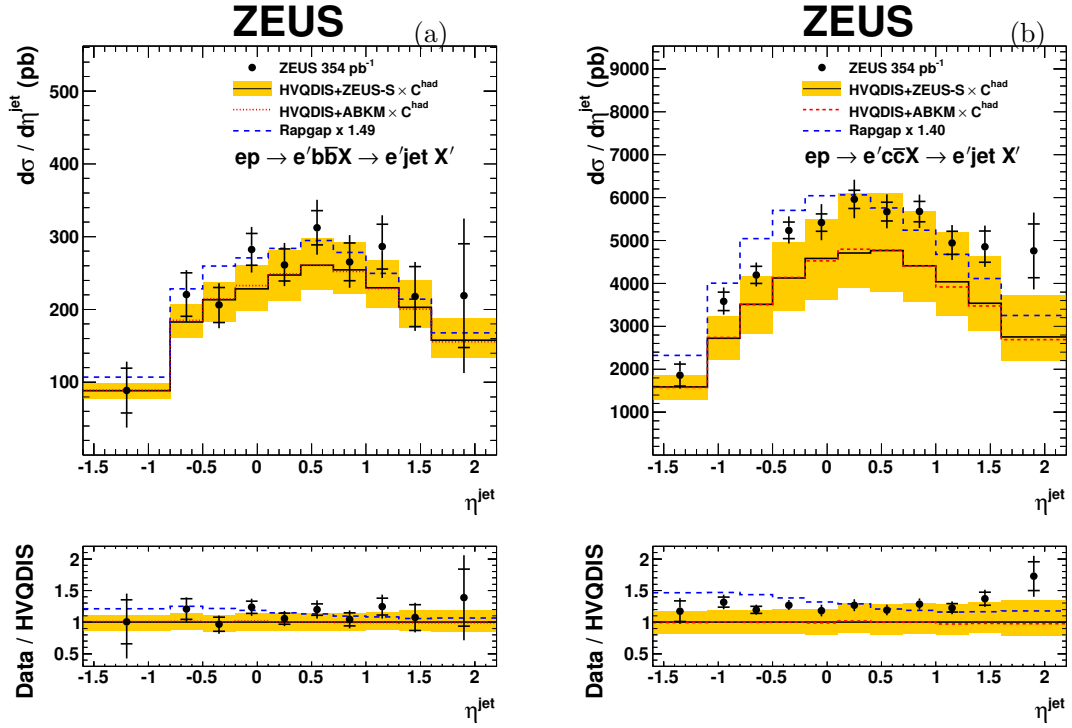 ZEUS
(a)
dσ / dη^jet (pb)
500
400
300
200
100
ZEUS 354 pb⁻¹
HVQDIS+ZEUS-S × C^had
HVQDIS+ABKM × C^had
Rapgap x 1.49
ep → e′bb̅X → e′jet X′
-1.5 -1 -0.5 0 0.5 1 1.5 2
η^jet
Data / HVQDIS
2
1.5
1
0.5
-1.5 -1 -0.5 0 0.5 1 1.5 2
η^jet
ZEUS
(b)
dσ / dη^jet (pb)
9000
8000
7000
6000
5000
4000
3000
2000
1000
ZEUS 354 pb⁻¹
HVQDIS+ZEUS-S × C^had
HVQDIS+ABKM × C^had
Rapgap x 1.40
ep → e′cc̅X → e′jet X′
-1.5 -1 -0.5 0 0.5 1 1.5 2
η^jet
Data / HVQDIS
2
1.5
1
0.5
-1.5 -1 -0.5 0 0.5 1 1.5 2
η^jet